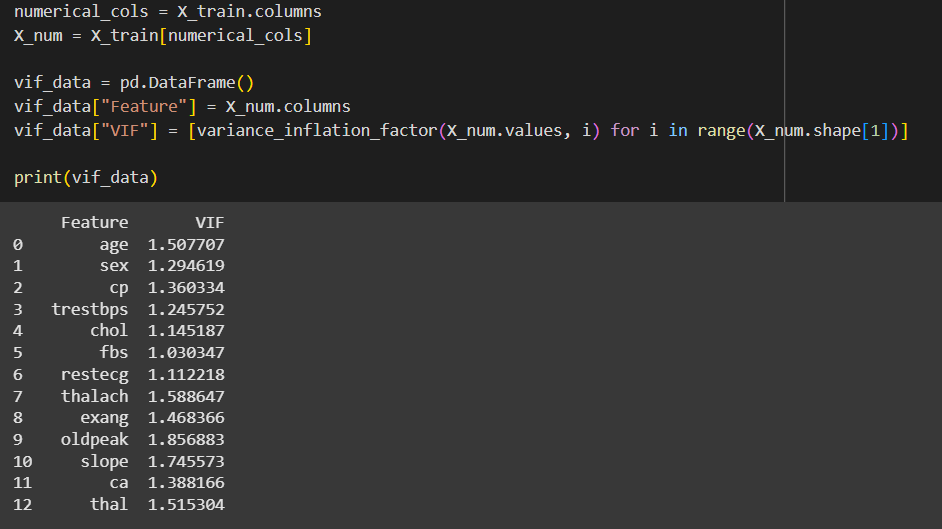 numerical_cols = X_train.columns
X_num = X_train[numerical_cols]
vif_data = pd.DataFrame()
vif_data["Feature"] = X_num.columns
vif_data["VIF"] = [variance_inflation_factor(X_num.values, i) for i in range(X_num.shape[1])]
print(vif_data)
Feature VIF
0 age 1.507707
1 sex 1.294619
2 cp 1.360334
3 trestbps 1.245752
4 chol 1.145187
5 fbs 1.030347
6 restecg 1.112218
7 thalach 1.588647
8 exang 1.468366
9 oldpeak 1.856883
10 slope 1.745573
11 ca 1.388166
12 thal 1.515304